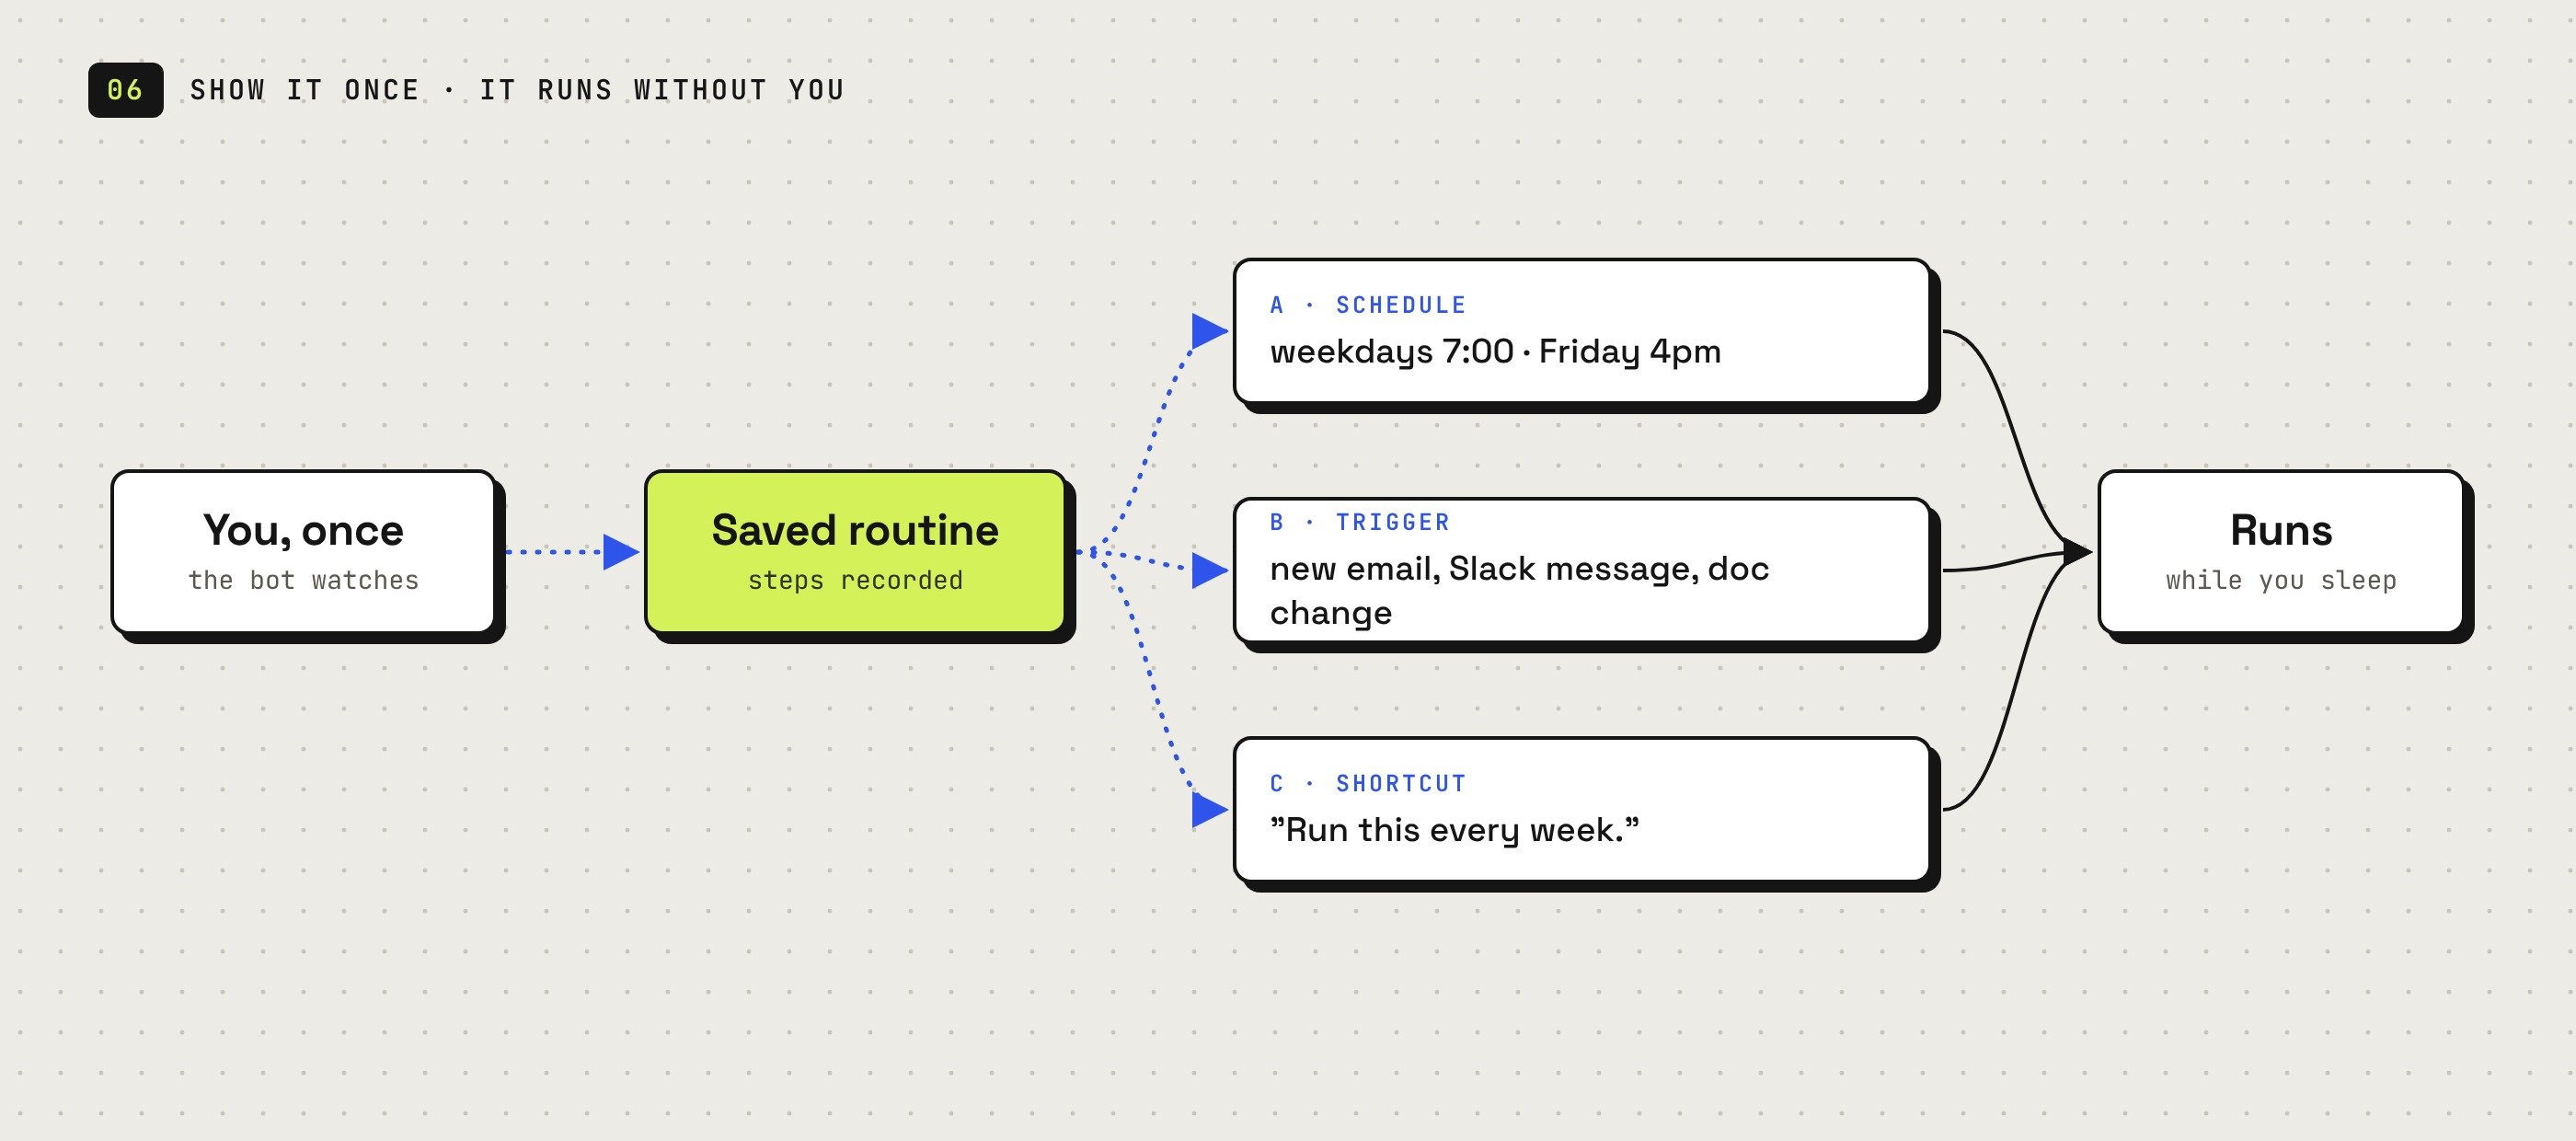 06 SHOW IT ONCE · IT RUNS WITHOUT YOU
You, once
the bot watches
Saved routine
steps recorded
A · SCHEDULE
weekdays 7:00 · Friday 4pm
B · TRIGGER
new email, Slack message, doc
change
C · SHORTCUT
”Run this every week.”
Runs
while you sleep